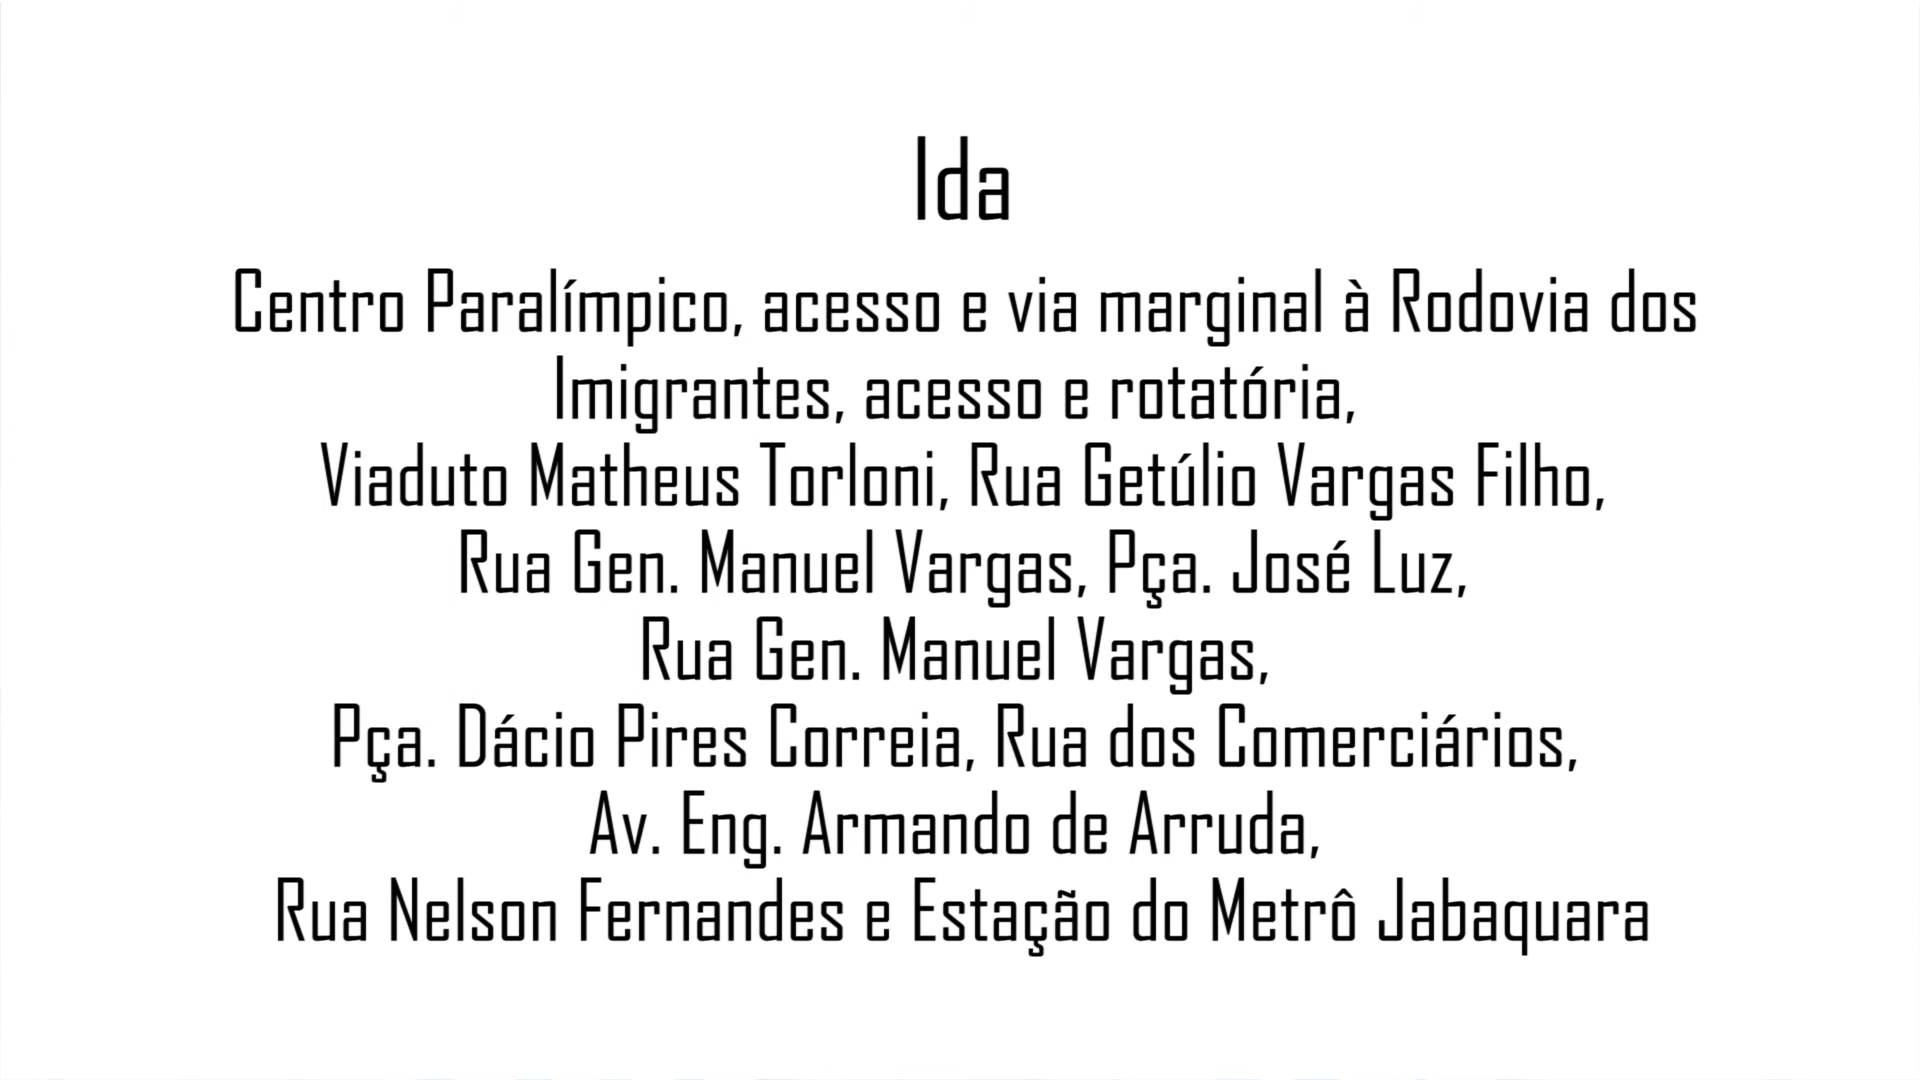 Ida
Centro Paralímpico, acesso e via marginal à Rodovia dos
Imigrantes, acesso e rotatória,
Viaduto Matheus Torloni, Rua Getúlio Vargas Filho,
Rua Gen. Manuel Vargas, Pça. José Luz,
Rua Gen. Manuel Vargas,
Pça. Dácio Pires Correia, Rua dos Comerciários,
Av. Eng. Armando de Arruda,
Rua Nelson Fernandes e Estação do Metrô Jabaquara